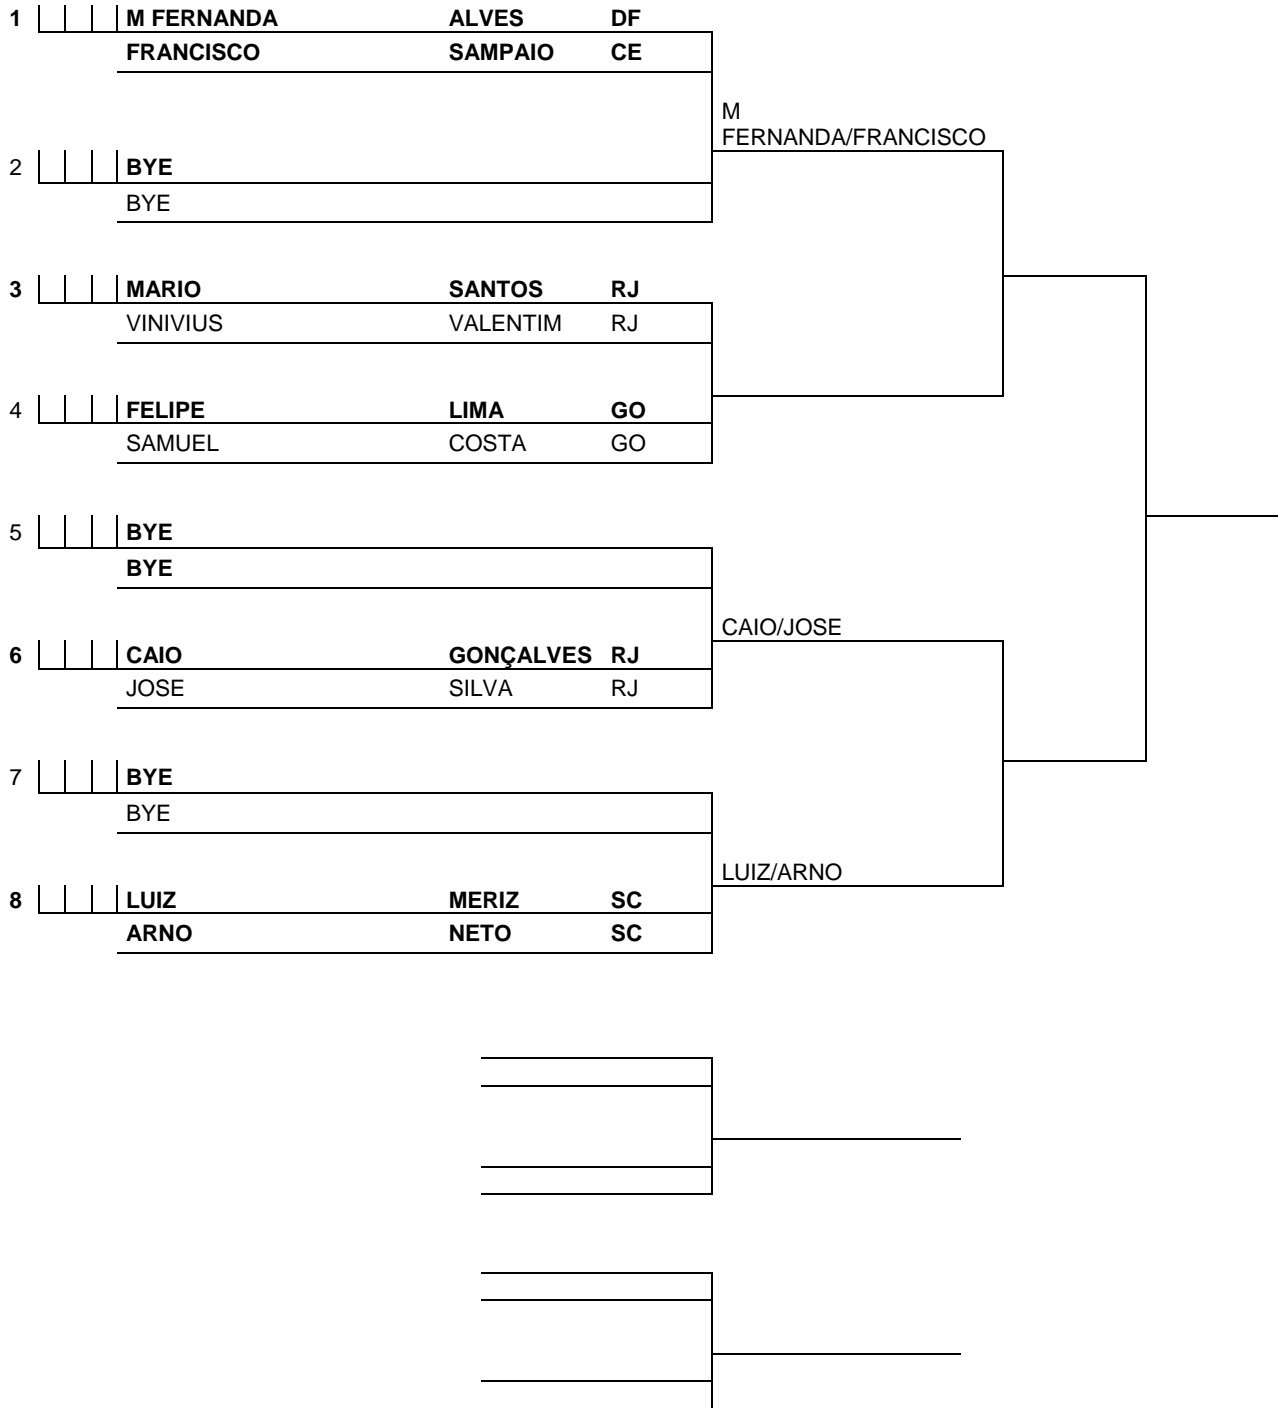 1 M FERNANDA ALVES DF
FRANCISCO SAMPAIO CE
M
FERNANDA/FRANCISCO
2 BYE
BYE
3 MARIO SANTOS RJ
VINIVIUS VALENTIM RJ
4 FELIPE LIMA GO
SAMUEL COSTA GO
5 BYE
BYE
CAIO/JOSE
6 CAIO GONÇALVES RJ
JOSE SILVA RJ
7 BYE
BYE
LUIZ/ARNO
8 LUIZ MERIZ SC
ARNO NETO SC